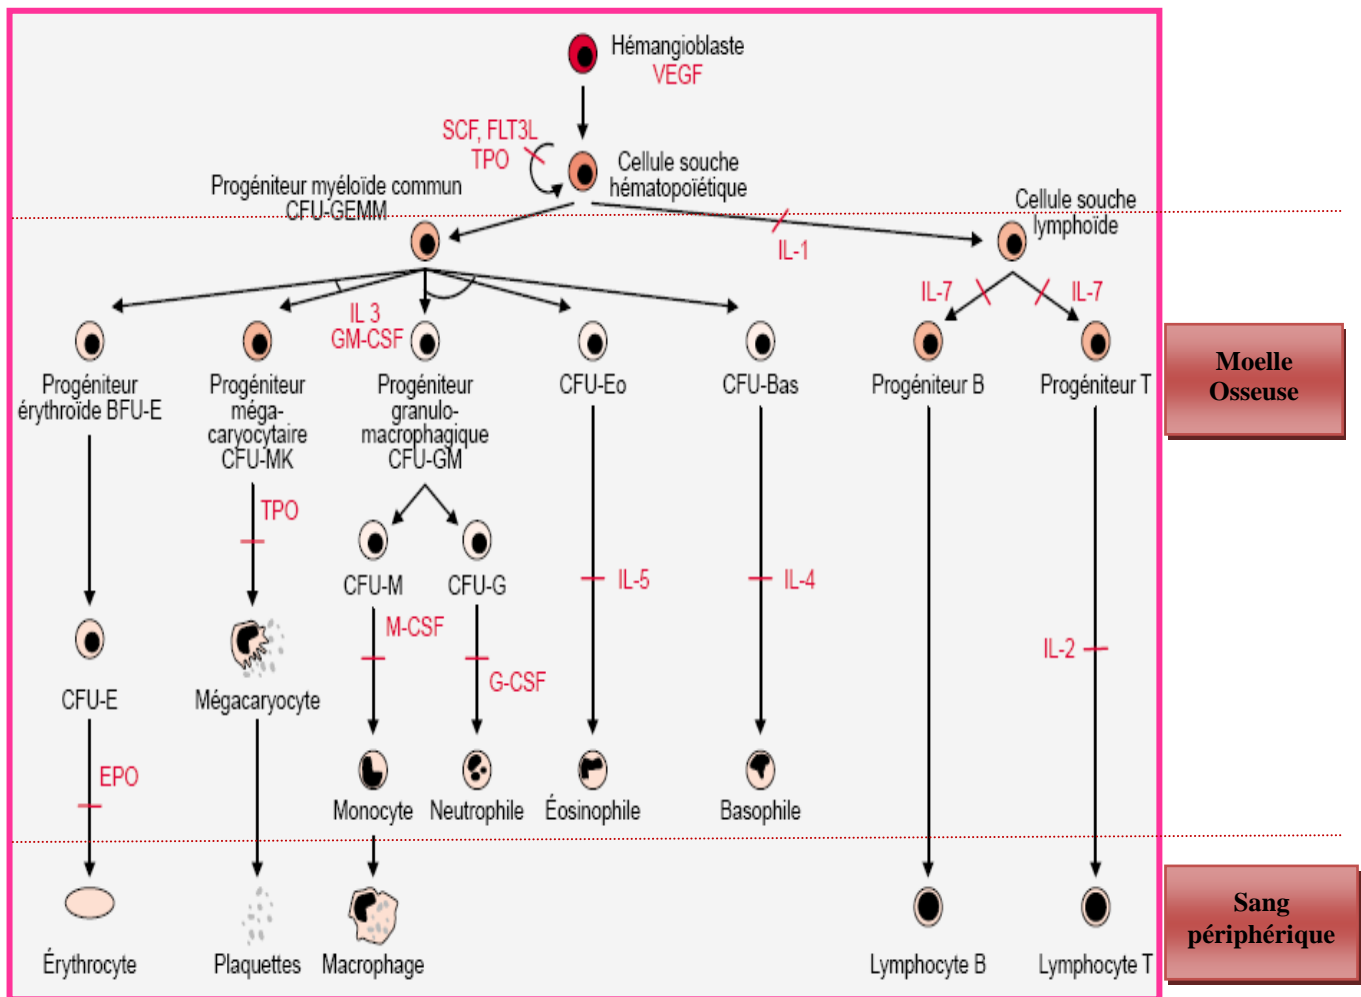 Hémangioblaste
VEGF
SCF, FLT3L
TPO
Cellule souche
hématopoïétique
Progéniteur myéloïde commun
CFU-GEMM
Cellule souche
lymphoïde
IL-1
IL-7
IL-7
IL 3
GM-CSF
Progéniteur
érythroïde BFU-E
Progéniteur
méga-
caryocytaire
CFU-MK
Progéniteur
granulo-
macrophagique
CFU-GM
CFU-Eo
CFU-Bas
Progéniteur B
Progéniteur T
Moelle
Osseuse
TPO
CFU-M
CFU-G
IL-5
IL-4
M-CSF
G-CSF
IL-2
CFU-E
Mégacaryocyte
EPO
Monocyte
Neutrophile
Éosinophile
Basophile
Sang
périphérique
Érythrocyte
Plaquettes
Macrophage
Lymphocyte B
Lymphocyte T